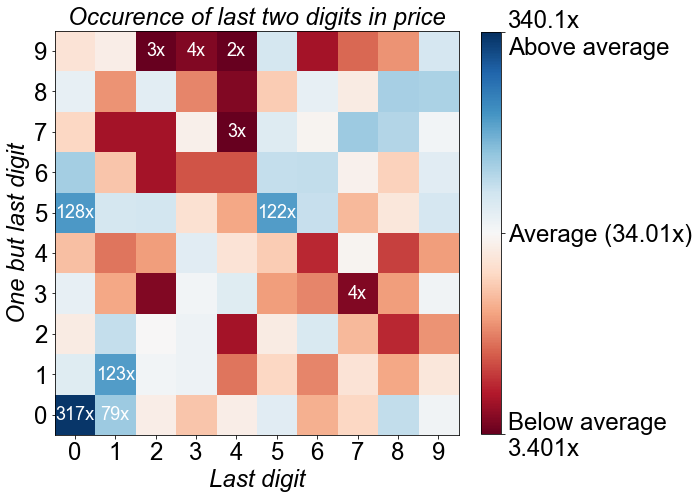 Occurence of last two digits in price
340.1x
Above average
9
3x
4x
2x
8
7
3x
6
5
128x
122x
Average (34.01x)
4
3
4x
2
1
123x
0
317x
79x
Below average
3.401x
0 1 2 3 4 5 6 7 8 9
Last digit
One but last digit